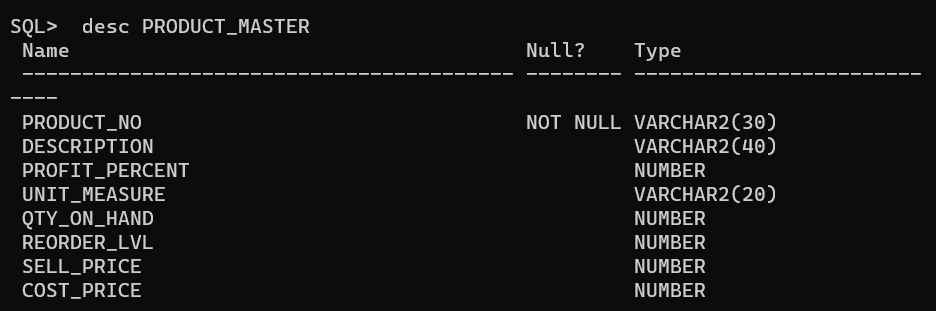 SQL>  desc PRODUCT_MASTER
 Name                                      Null?    Type
 ----------------------------------------- -------- ------------------------
----
 PRODUCT_NO                                NOT NULL VARCHAR2(30)
 DESCRIPTION                                        VARCHAR2(40)
 PROFIT_PERCENT                                     NUMBER
 UNIT_MEASURE                                       VARCHAR2(20)
 QTY_ON_HAND                                        NUMBER
 REORDER_LVL                                        NUMBER
 SELL_PRICE                                         NUMBER
 COST_PRICE                                         NUMBER